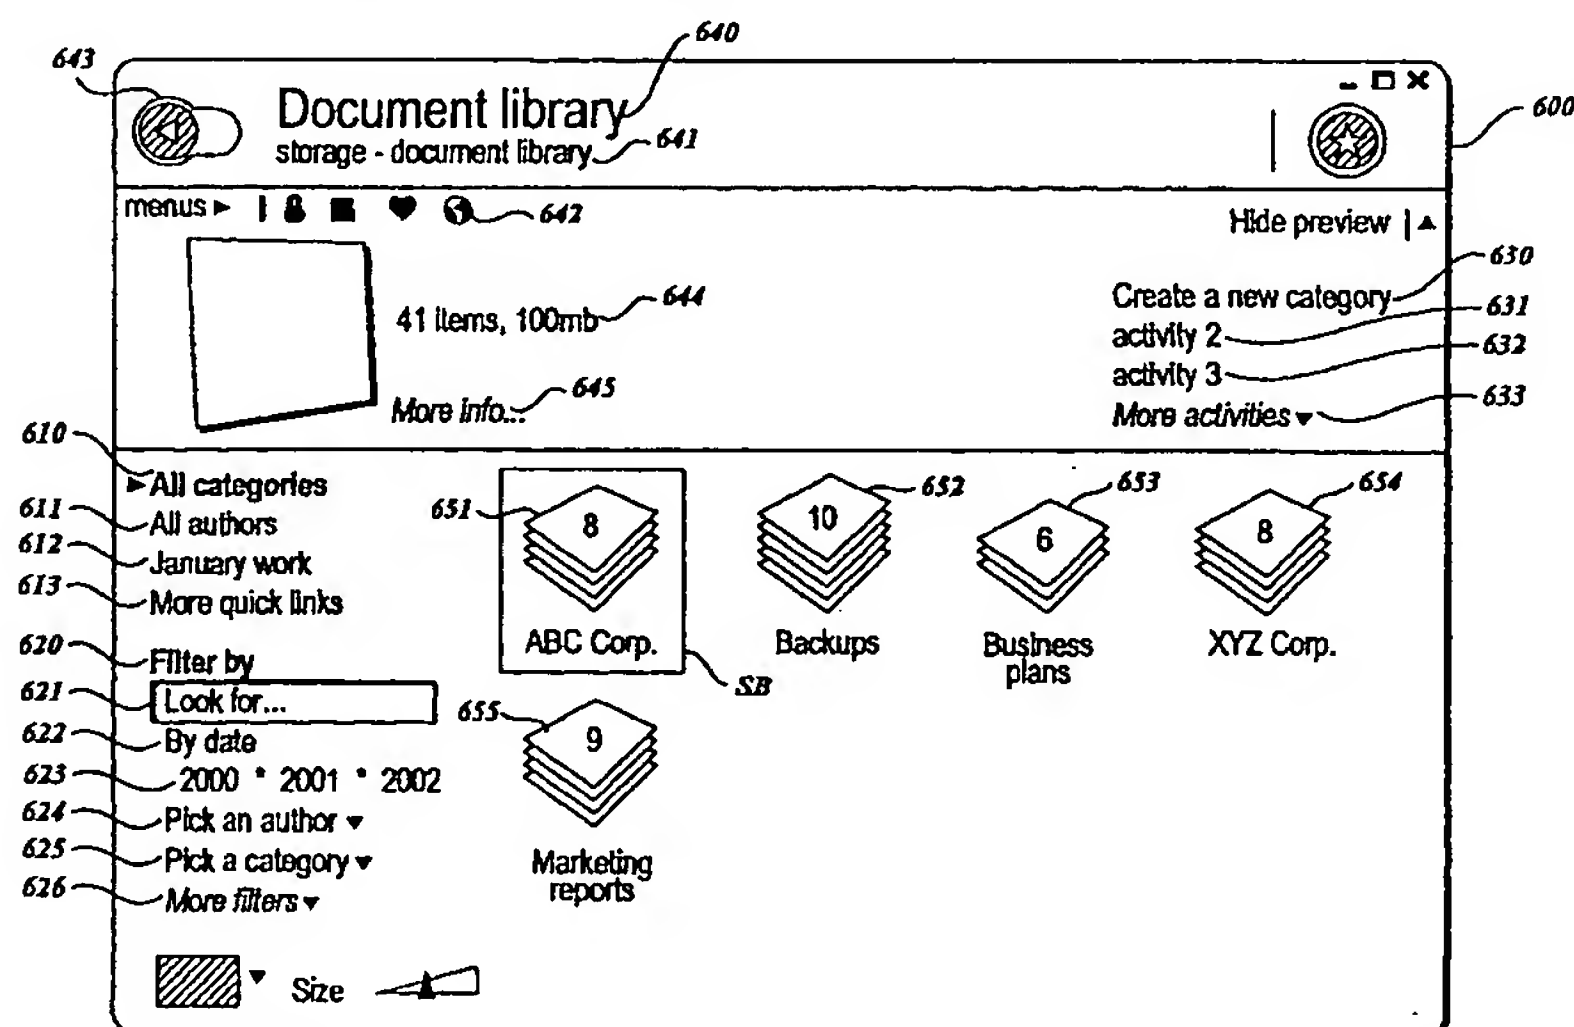 640
643
Document library
600
storage - document library
641
menus
642
Hide preview
630
Create a new category
644
41 items, 100mb
631
activity 2
632
activity 3
645
More info...
633
More activities
610
All categories
652
653
654
611
All authors
651
8
10
6
8
612
January work
613
More quick links
ABC Corp.
Backups
Business plans
XYZ Corp.
620
Filter by
SB
621
Look for...
655
9
622
By date
623
2000 * 2001 * 2002
624
Pick an author
625
Pick a category
Marketing reports
626
More filters
Size